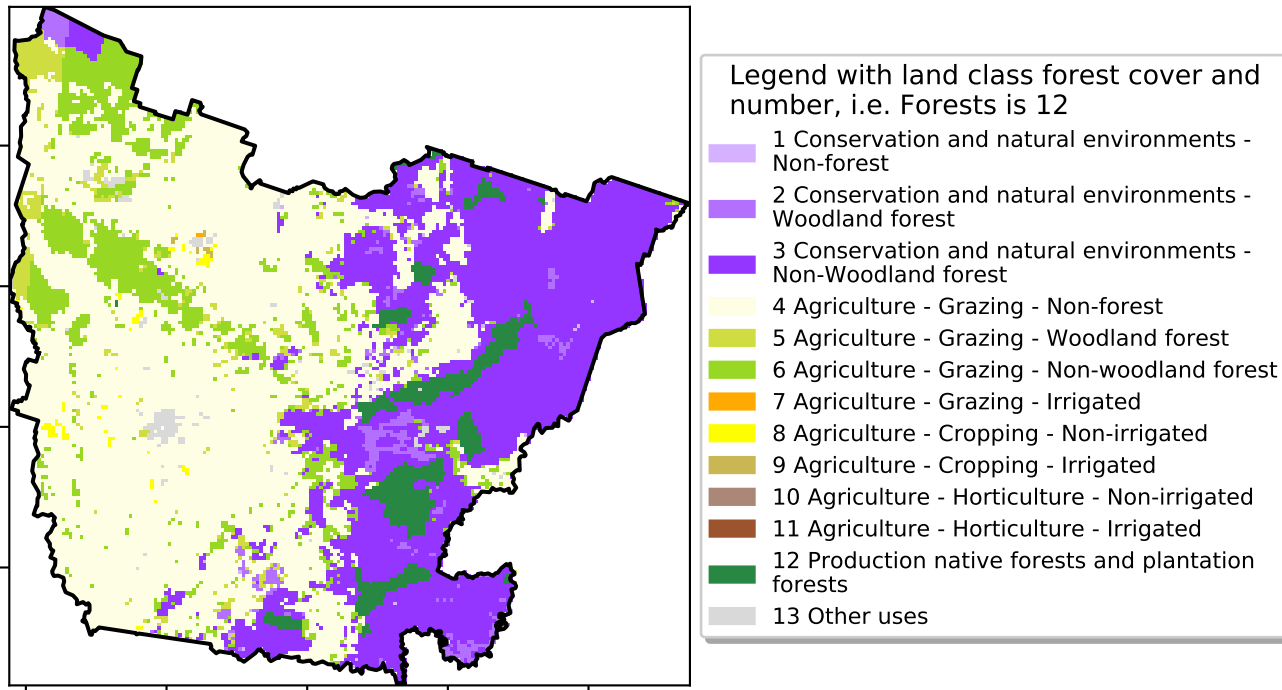 Legend with land class forest cover and
number, i.e. Forests is 12
1 Conservation and natural environments -
Non-forest
2 Conservation and natural environments -
Woodland forest
3 Conservation and natural environments -
Non-Woodland forest
4 Agriculture - Grazing - Non-forest
5 Agriculture - Grazing - Woodland forest
6 Agriculture - Grazing - Non-woodland forest
7 Agriculture - Grazing - Irrigated
8 Agriculture - Cropping - Non-irrigated
9 Agriculture - Cropping - Irrigated
10 Agriculture - Horticulture - Non-irrigated
11 Agriculture - Horticulture - Irrigated
12 Production native forests and plantation
forests
13 Other uses